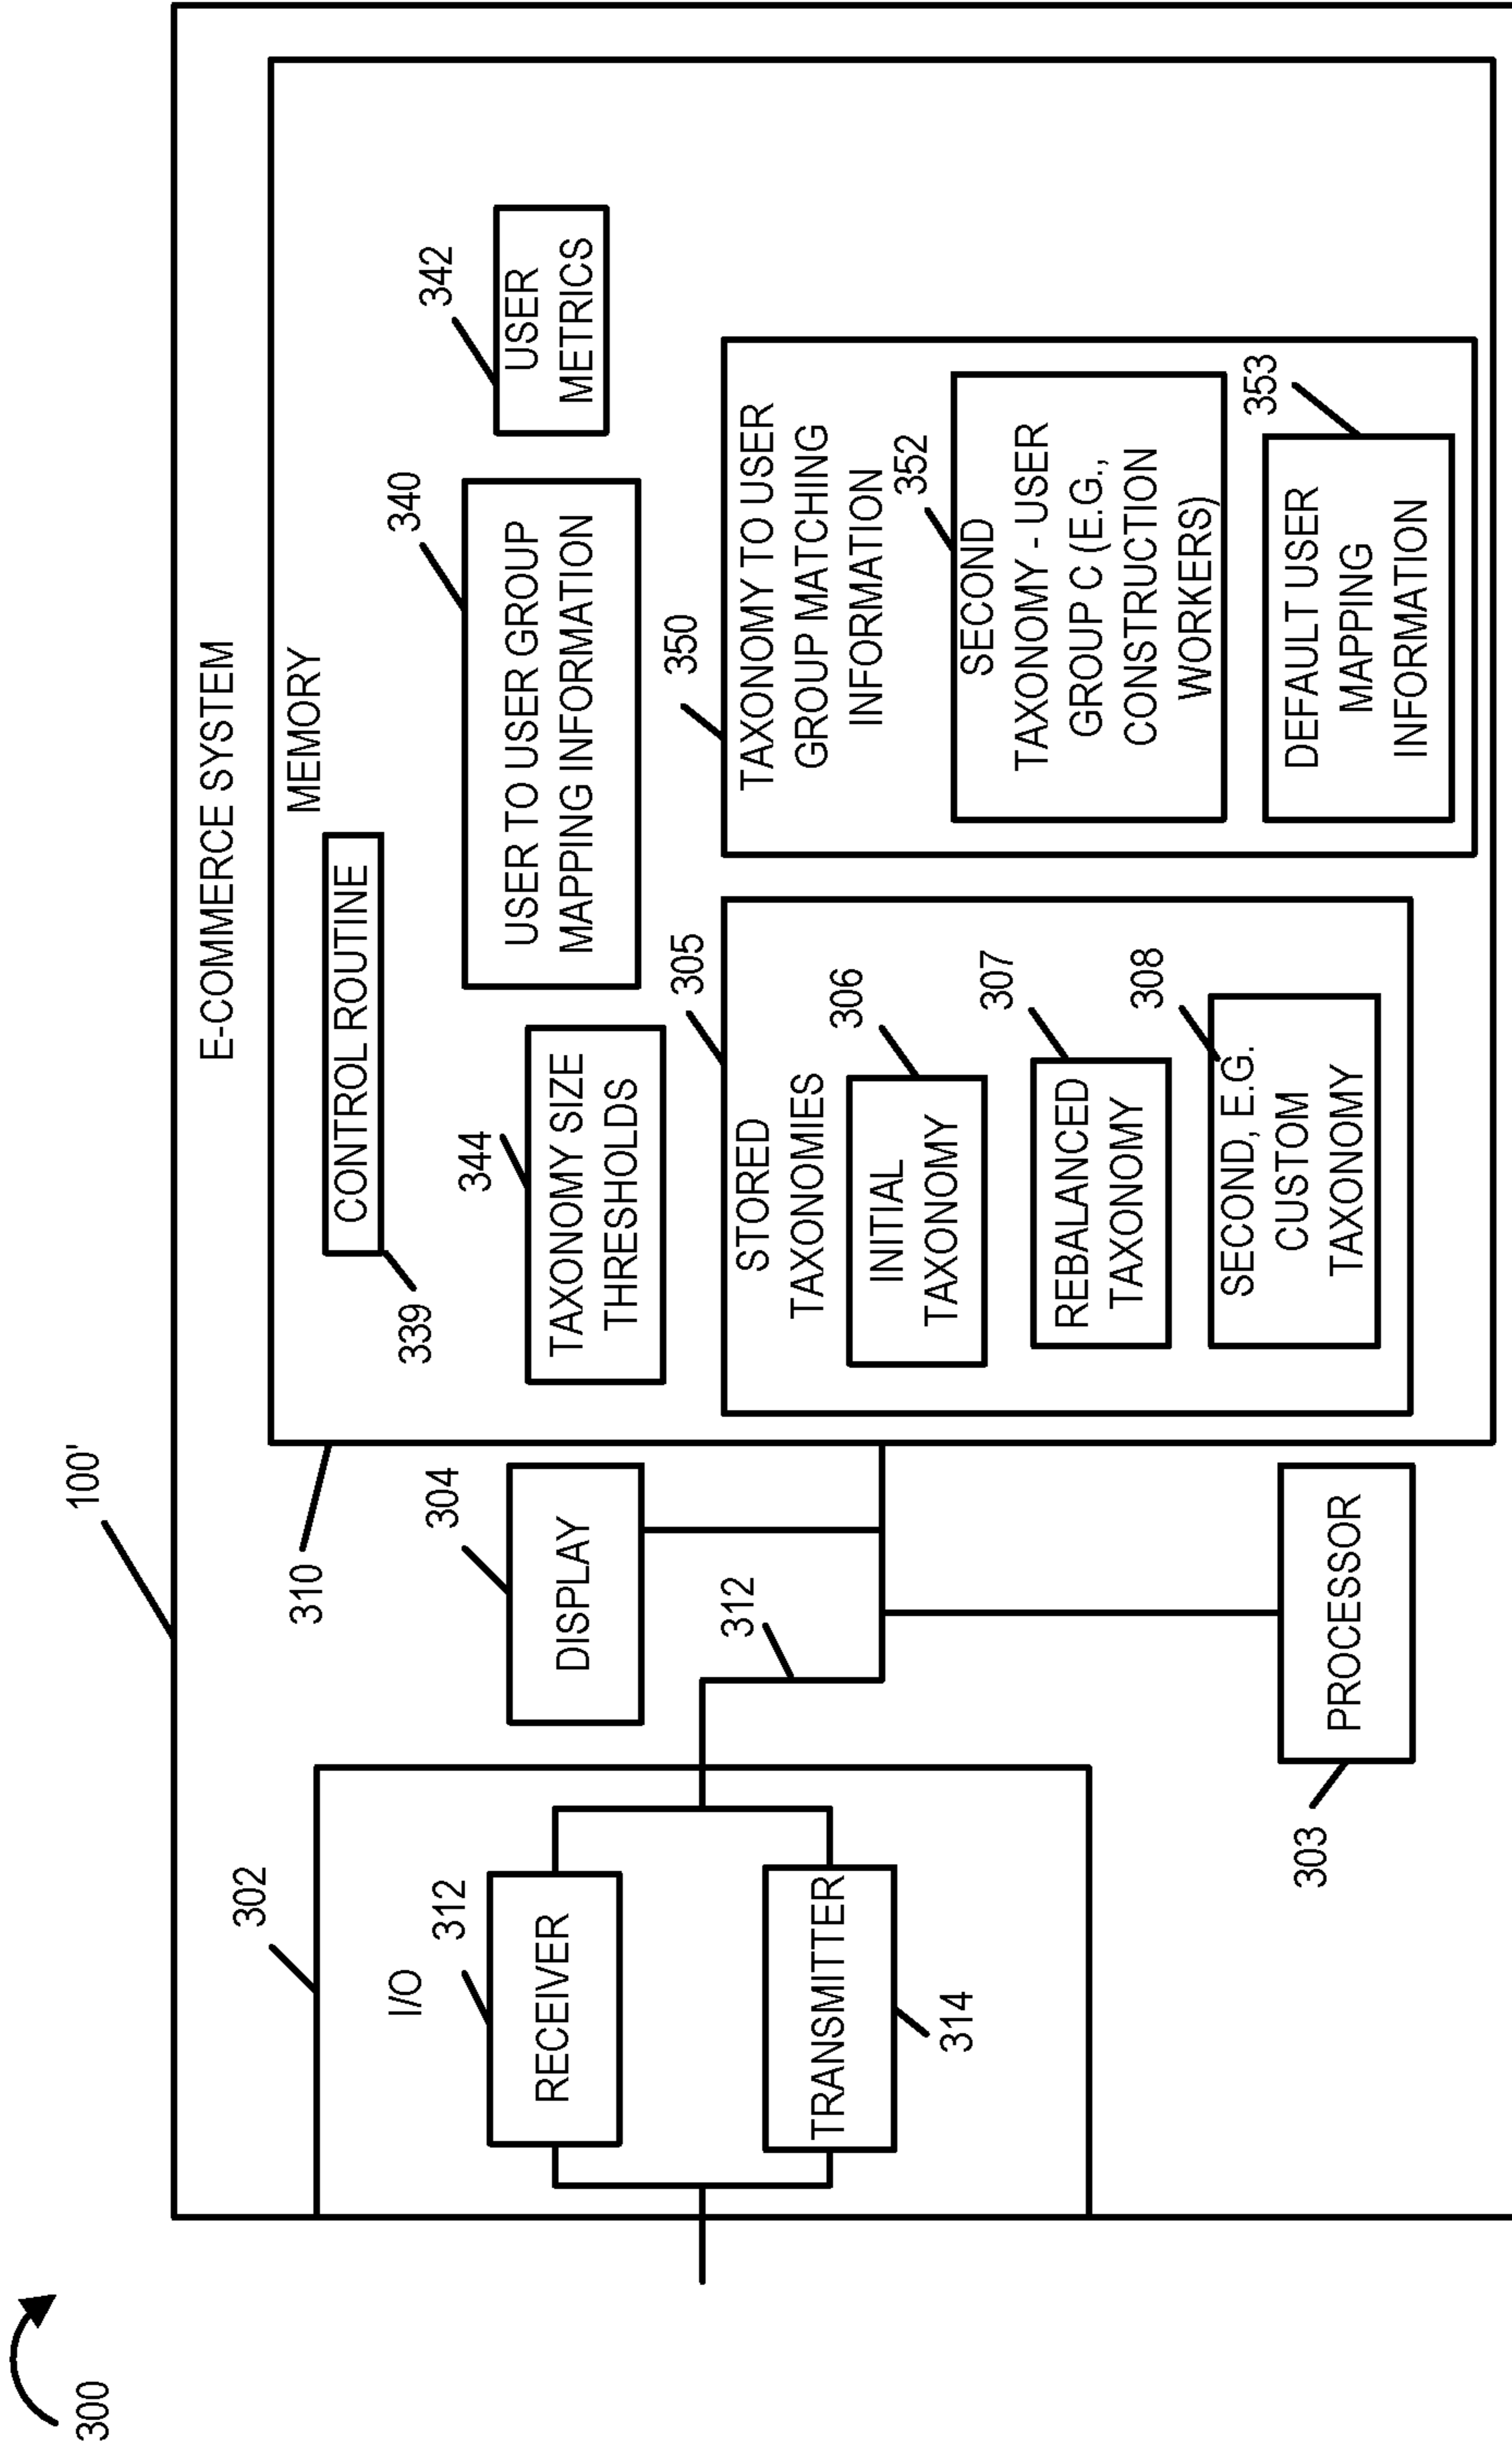 300
100'
E-COMMERCE SYSTEM
302
I/O
312
RECEIVER
TRANSMITTER
314
304
DISPLAY
312
PROCESSOR
303
310
MEMORY
339
CONTROL ROUTINE
344
TAXONOMY SIZE
THRESHOLDS
340
USER TO USER GROUP
MAPPING INFORMATION
342
USER
METRICS
305
STORED
TAXONOMIES
306
INITIAL
TAXONOMY
307
REBALANCED
TAXONOMY
308
SECOND, E.G.
CUSTOM
TAXONOMY
350
TAXONOMY TO USER
GROUP MATCHING
INFORMATION
352
SECOND
TAXONOMY - USER
GROUP C (E.G.,
CONSTRUCTION
WORKERS)
353
DEFAULT USER
MAPPING
INFORMATION